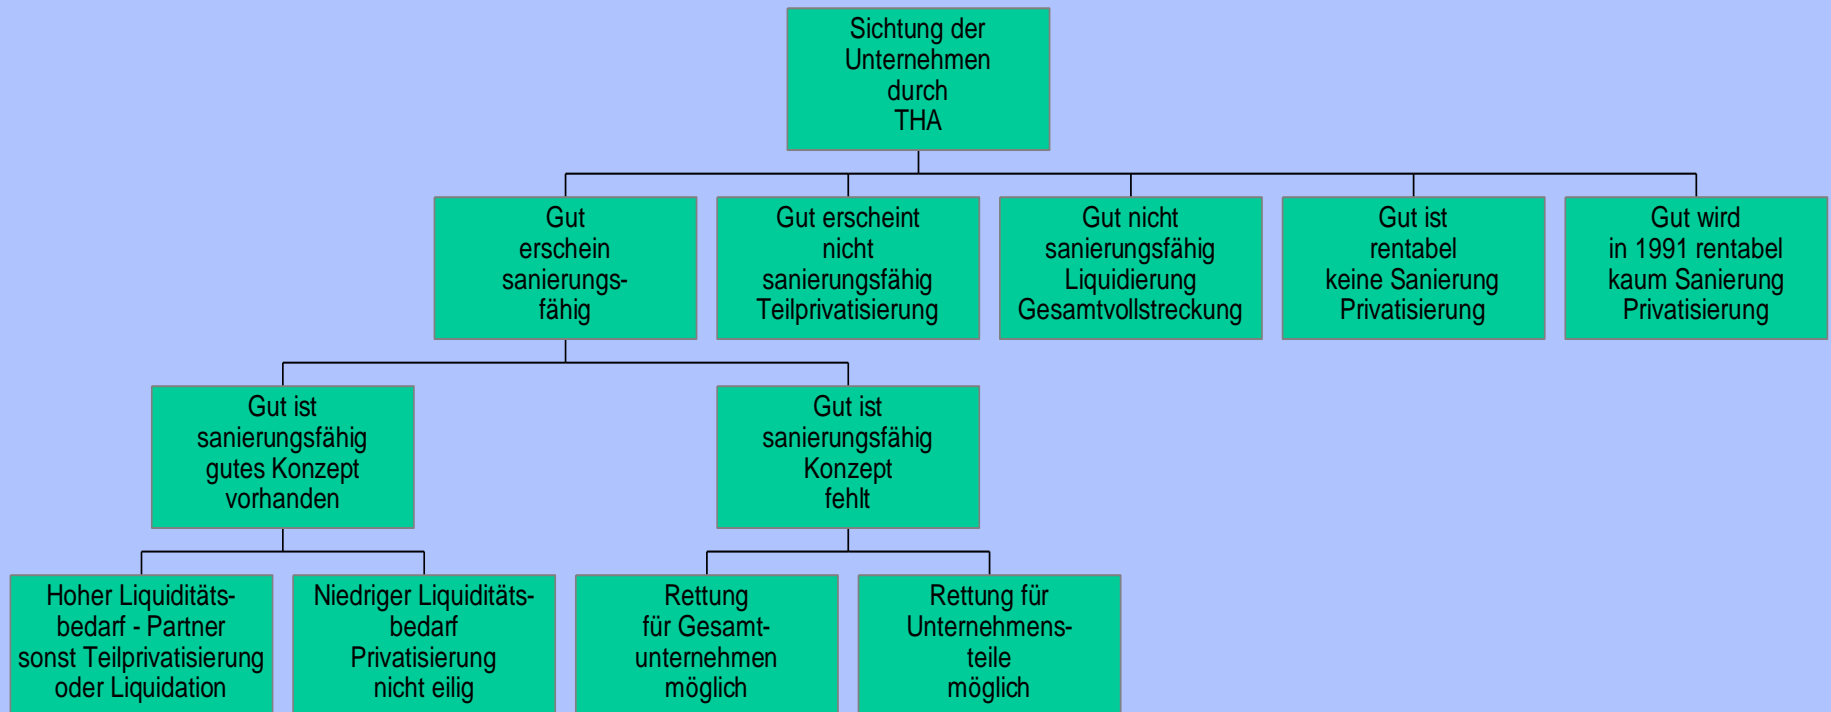 Sichtung der
Unternehmen
durch
THA
Gut
erschein
sanierungs-
fähig
Gut erscheint
nicht
sanierungsfähig
Teilprivatisierung
Gut nicht
sanierungsfähig
Liquidierung
Gesamtvollstreckung
Gut ist
rentabel
keine Sanierung
Privatisierung
Gut wird
in 1991 rentabel
kaum Sanierung
Privatisierung
Gut ist
sanierungsfähig
gutes Konzept
vorhanden
Gut ist
sanierungsfähig
Konzept
fehlt
Hoher Liquiditäts-
bedarf - Partner
sonst Teilprivatisierung
oder Liquidation
Niedriger Liquiditäts-
bedarf
Privatisierung
nicht eilig
Rettung
für Gesamt-
unternehmen
möglich
Rettung für
Unternehmens-
teile
möglich